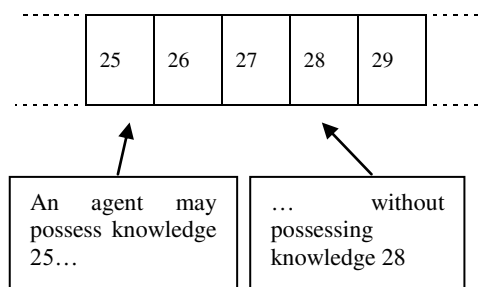 25 26 27 28 29
An agent may
possess knowledge
25…
… without
possessing
knowledge 28